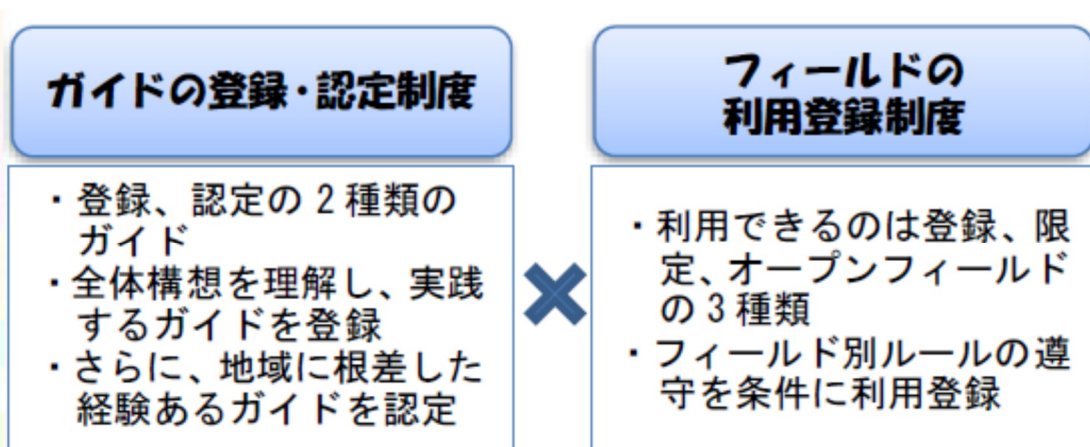 ガイドの登録・認定制度
・登録、認定の２種類の
ガイド
・全体構想を理解し、実践
するガイドを登録
・さらに、地域に根差した
経験あるガイドを認定
フィールドの
利用登録制度
・利用できるのは登録、限
定、オープンフィールド
の３種類
・フィールド別ルールの遵
守を条件に利用登録